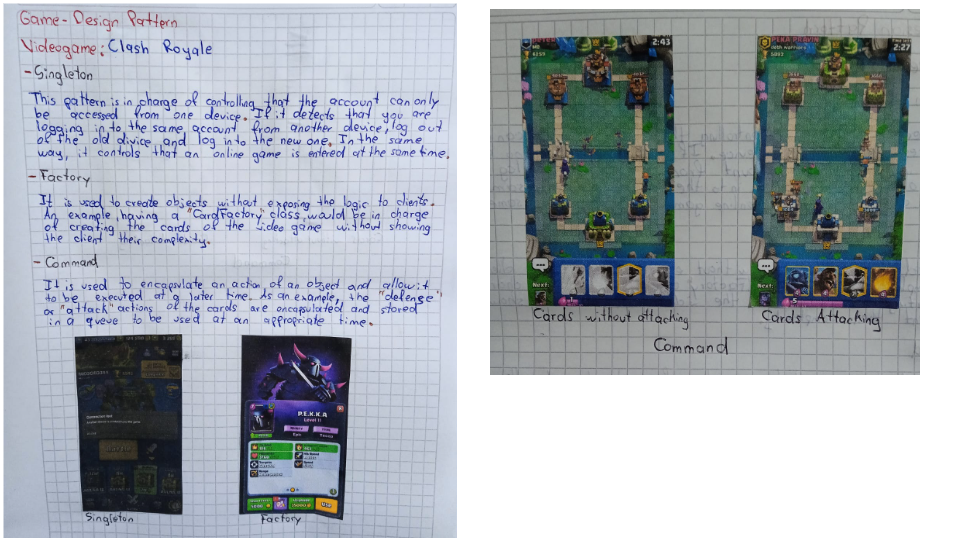 Game-Design Pattern
Videogame: Clash Royale
- Singleton
This pattern is in charge of controlling that the account can only
be accessed from one device. If it detects that you are
logging in to the same account from another device, log out
of the old divice, and log in to the new one. In the same
way, it controls that an online game is entered at the same time.
- Factory
It is used to create objects without exposing the logic to clients.
An example, having a "CardFactory" class, would be in charge
of creating the cards of the video game without showing
the client their complexity.
- Command
It is used to encapsulate an action, of an object and allow it
to be executed at a later time. As an example, the "defense"
or "attack" actions of the cards are encapsulated and stored
in a queue to be used at an appropriate time.
P.E.K.K.A
Level 11
Use
Singleton
Factory
2:43
Next:
Cards without attacking
2:27
Next:
5
Cards Attacking
Command